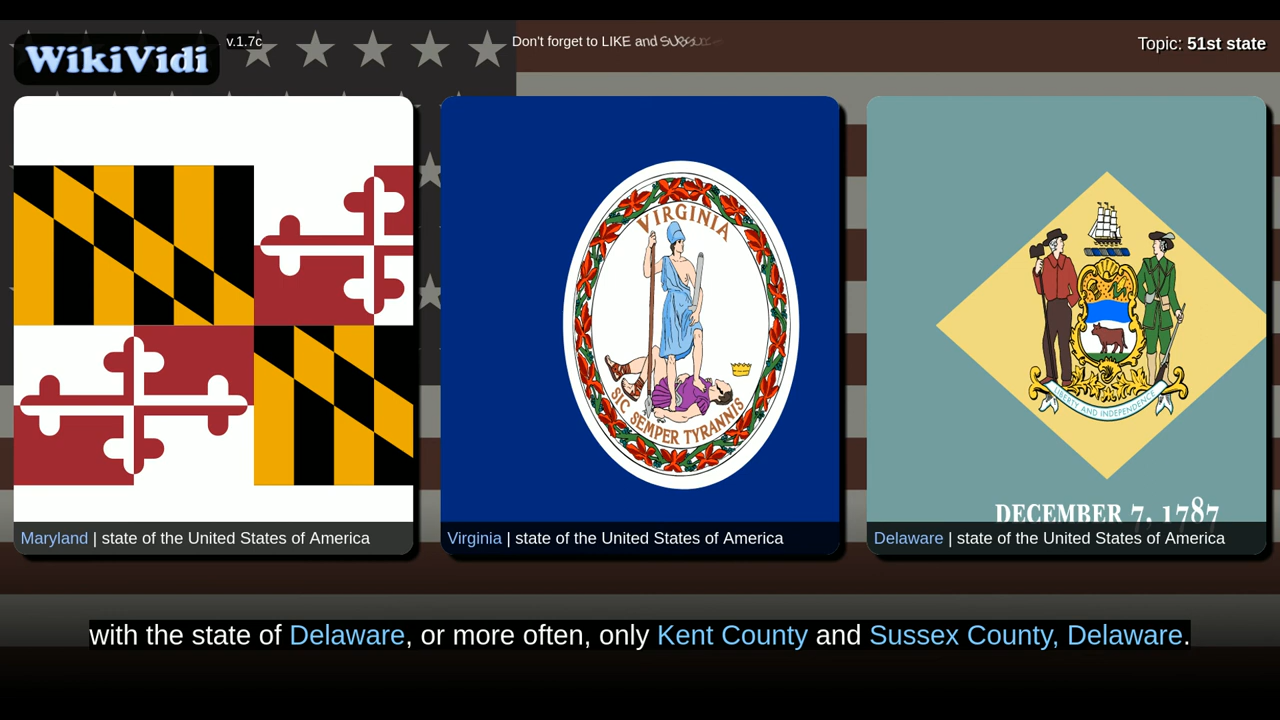 WikiVidi
v.1.7c
Don't forget to LIKE and
Topic: 51st state
VIRGINIA
SIC SEMPER TYRANNIS
LIBERTY AND INDEPENDENCE
DECEMBER 7, 1787
Maryland | state of the United States of America
Virginia | state of the United States of America
Delaware | state of the United States of America
with the state of Delaware, or more often, only Kent County and Sussex County, Delaware.